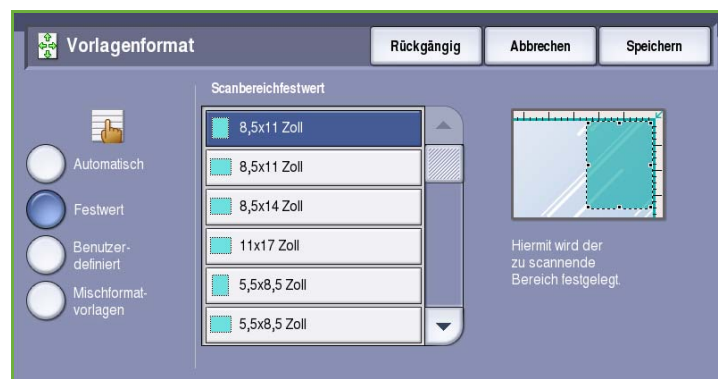 Vorlagenformat
Rückgängig
Abbrechen
Speichern
Scanbereichfestwert
Automatisch
Festwert
Benutzer-
definiert
Mischformat-
vorlagen
8,5x11 Zoll
8,5x11 Zoll
8,5x14 Zoll
11x17 Zoll
5,5x8,5 Zoll
5,5x8,5 Zoll
Hiermit wird der
zu scannende
Bereich festgelegt.